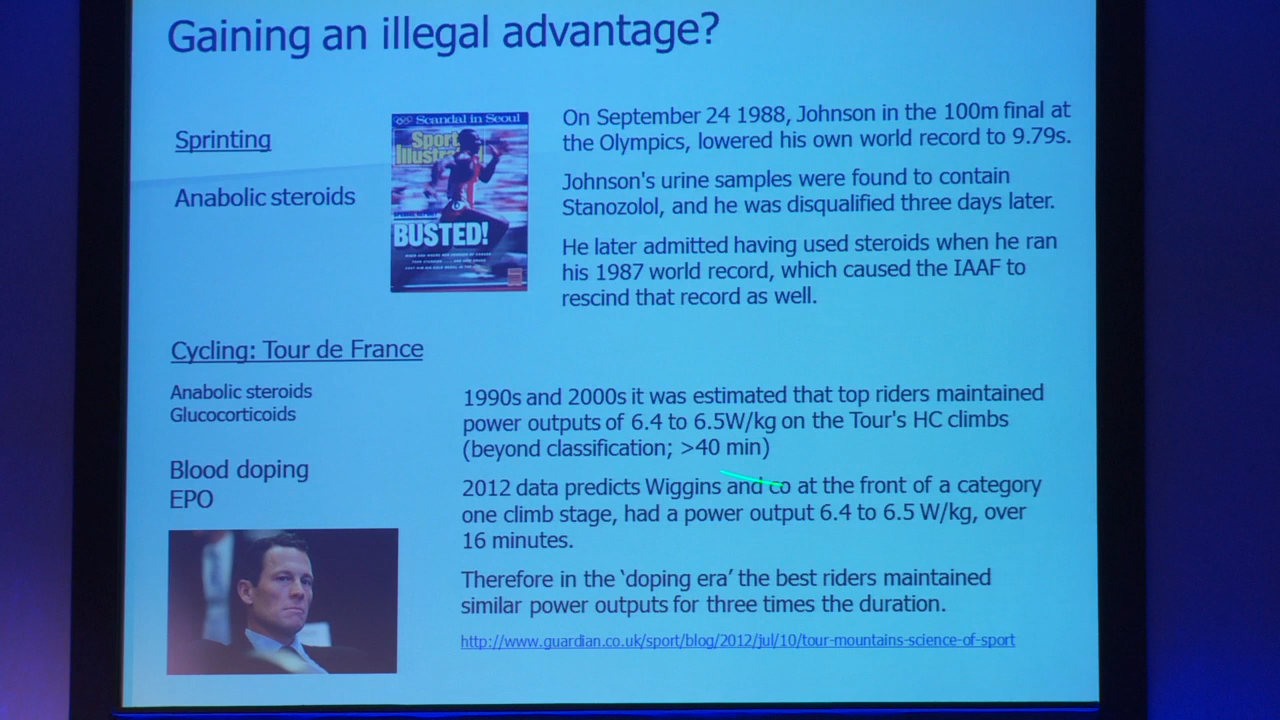 Gaining an illegal advantage?
Sprinting
Anabolic steroids
Scandal in Seoul
Sports
Illustrated
BUSTED!
On September 24 1988, Johnson in the 100m final at
the Olympics, lowered his own world record to 9.79s.
Johnson's urine samples were found to contain
Stanozolol, and he was disqualified three days later.
He later admitted having used steroids when he ran
his 1987 world record, which caused the IAAF to
rescind that record as well.
Cycling: Tour de France
Anabolic steroids
Glucocorticoids
Blood doping
EPO
1990s and 2000s it was estimated that top riders maintained
power outputs of 6.4 to 6.5W/kg on the Tour's HC climbs
(beyond classification; >40 min)
2012 data predicts Wiggins and co at the front of a category
one climb stage, had a power output 6.4 to 6.5 W/kg, over
16 minutes.
Therefore in the ‘doping era’ the best riders maintained
similar power outputs for three times the duration.
http://www.guardian.co.uk/sport/blog/2012/jul/10/tour-mountains-science-of-sport